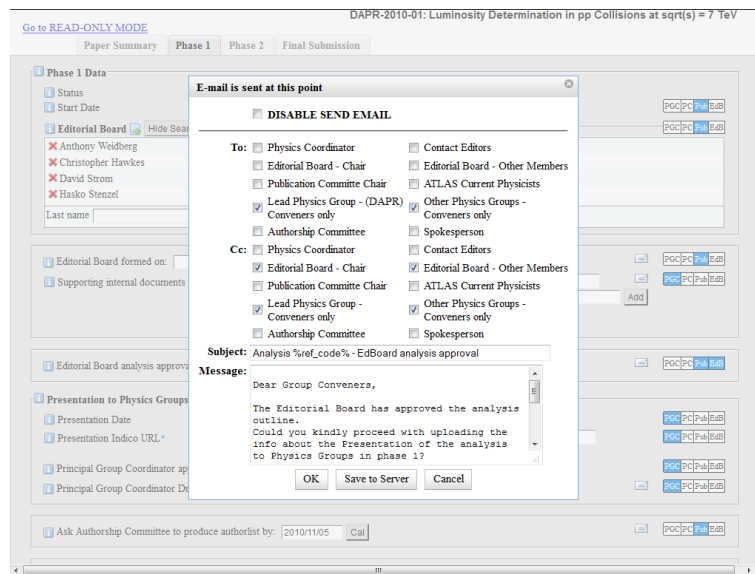 DAPR-2010-01: Luminosity Determination in pp Collisions at sqrt(s) = 7 TeV
Go to READ-ONLY MODE
Paper Summary Phase 1 Phase 2 Final Submission
Phase 1 Data
Status
Start Date PGC PC Pub EdB
Editorial Board Hide Sear PGC PC Pub EdB
Anthony Weidberg
Christopher Hawkes
David Strom
Hasko Stenzel
Last name
Editorial Board formed on: PGC PC Pub EdB
Supporting internal documents PGC PC Pub EdB
Add
Editorial Board analysis approva PGC PC Pub EdB
Presentation to Physics Groups
Presentation Date PGC PC Pub EdB
Presentation Indico URL* PGC PC Pub EdB
Principal Group Coordinator ap PGC PC Pub EdB
Principal Group Coordinator Dr PGC PC Pub EdB
Ask Authorship Committee to produce authorlist by: 2010/11/05 Cal PGC PC Pub EdB
E-mail is sent at this point
DISABLE SEND EMAIL
To: Physics Coordinator Contact Editors
Editorial Board - Chair Editorial Board - Other Members
Publication Committe Chair ATLAS Current Physicists
Lead Physics Group - (DAPR) Other Physics Groups -
Conveners only Conveners only
Authorship Committee Spokesperson
Cc: Physics Coordinator Contact Editors
Editorial Board - Chair Editorial Board - Other Members
Publication Committe Chair ATLAS Current Physicists
Lead Physics Group - Other Physics Groups -
Conveners only Conveners only
Authorship Committee Spokesperson
Subject: Analysis %ref_code% - EdBoard analysis approval
Message:
Dear Group Conveners,
The Editorial Board has approved the analysis
outline.
Could you kindly proceed with uploading the
info about the Presentation of the analysis
to Physics Groups in phase 1?
OK Save to Server Cancel